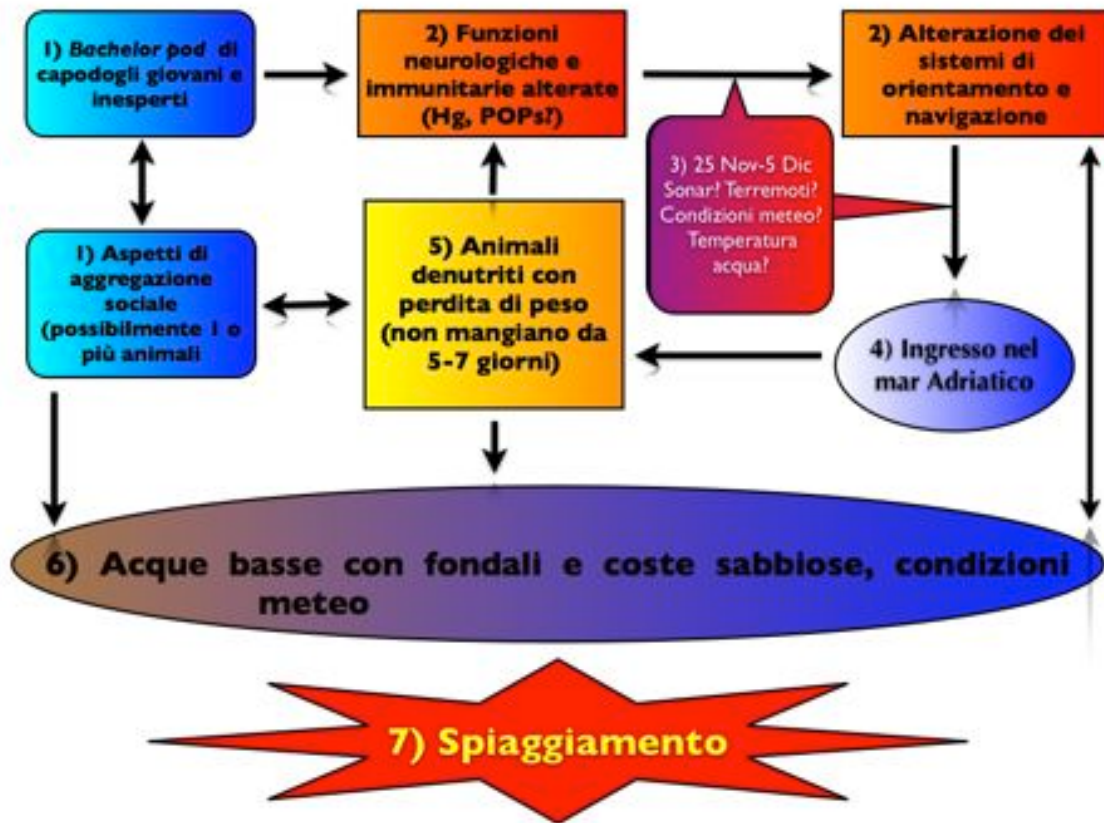 1) Bachelor pod di
capodogli giovani e
inesperti
2) Funzioni
neurologiche e
immunitarie alterate
(Hg, POPs?)
2) Alterazione dei
sistemi di
orientamento e
navigazione
3) 25 Nov-5 Dic
Sonar? Terremoti?
Condizioni meteo?
Temperatura
acqua?
1) Aspetti di
aggregazione
sociale
(possibilmente 1 o
più animali
5) Animali
denutriti con
perdita di peso
(non mangiano da
5-7 giorni)
4) Ingresso nel
mar Adriatico
6) Acque basse con fondali e coste sabbiose, condizioni
meteo
7) Spiaggiamento